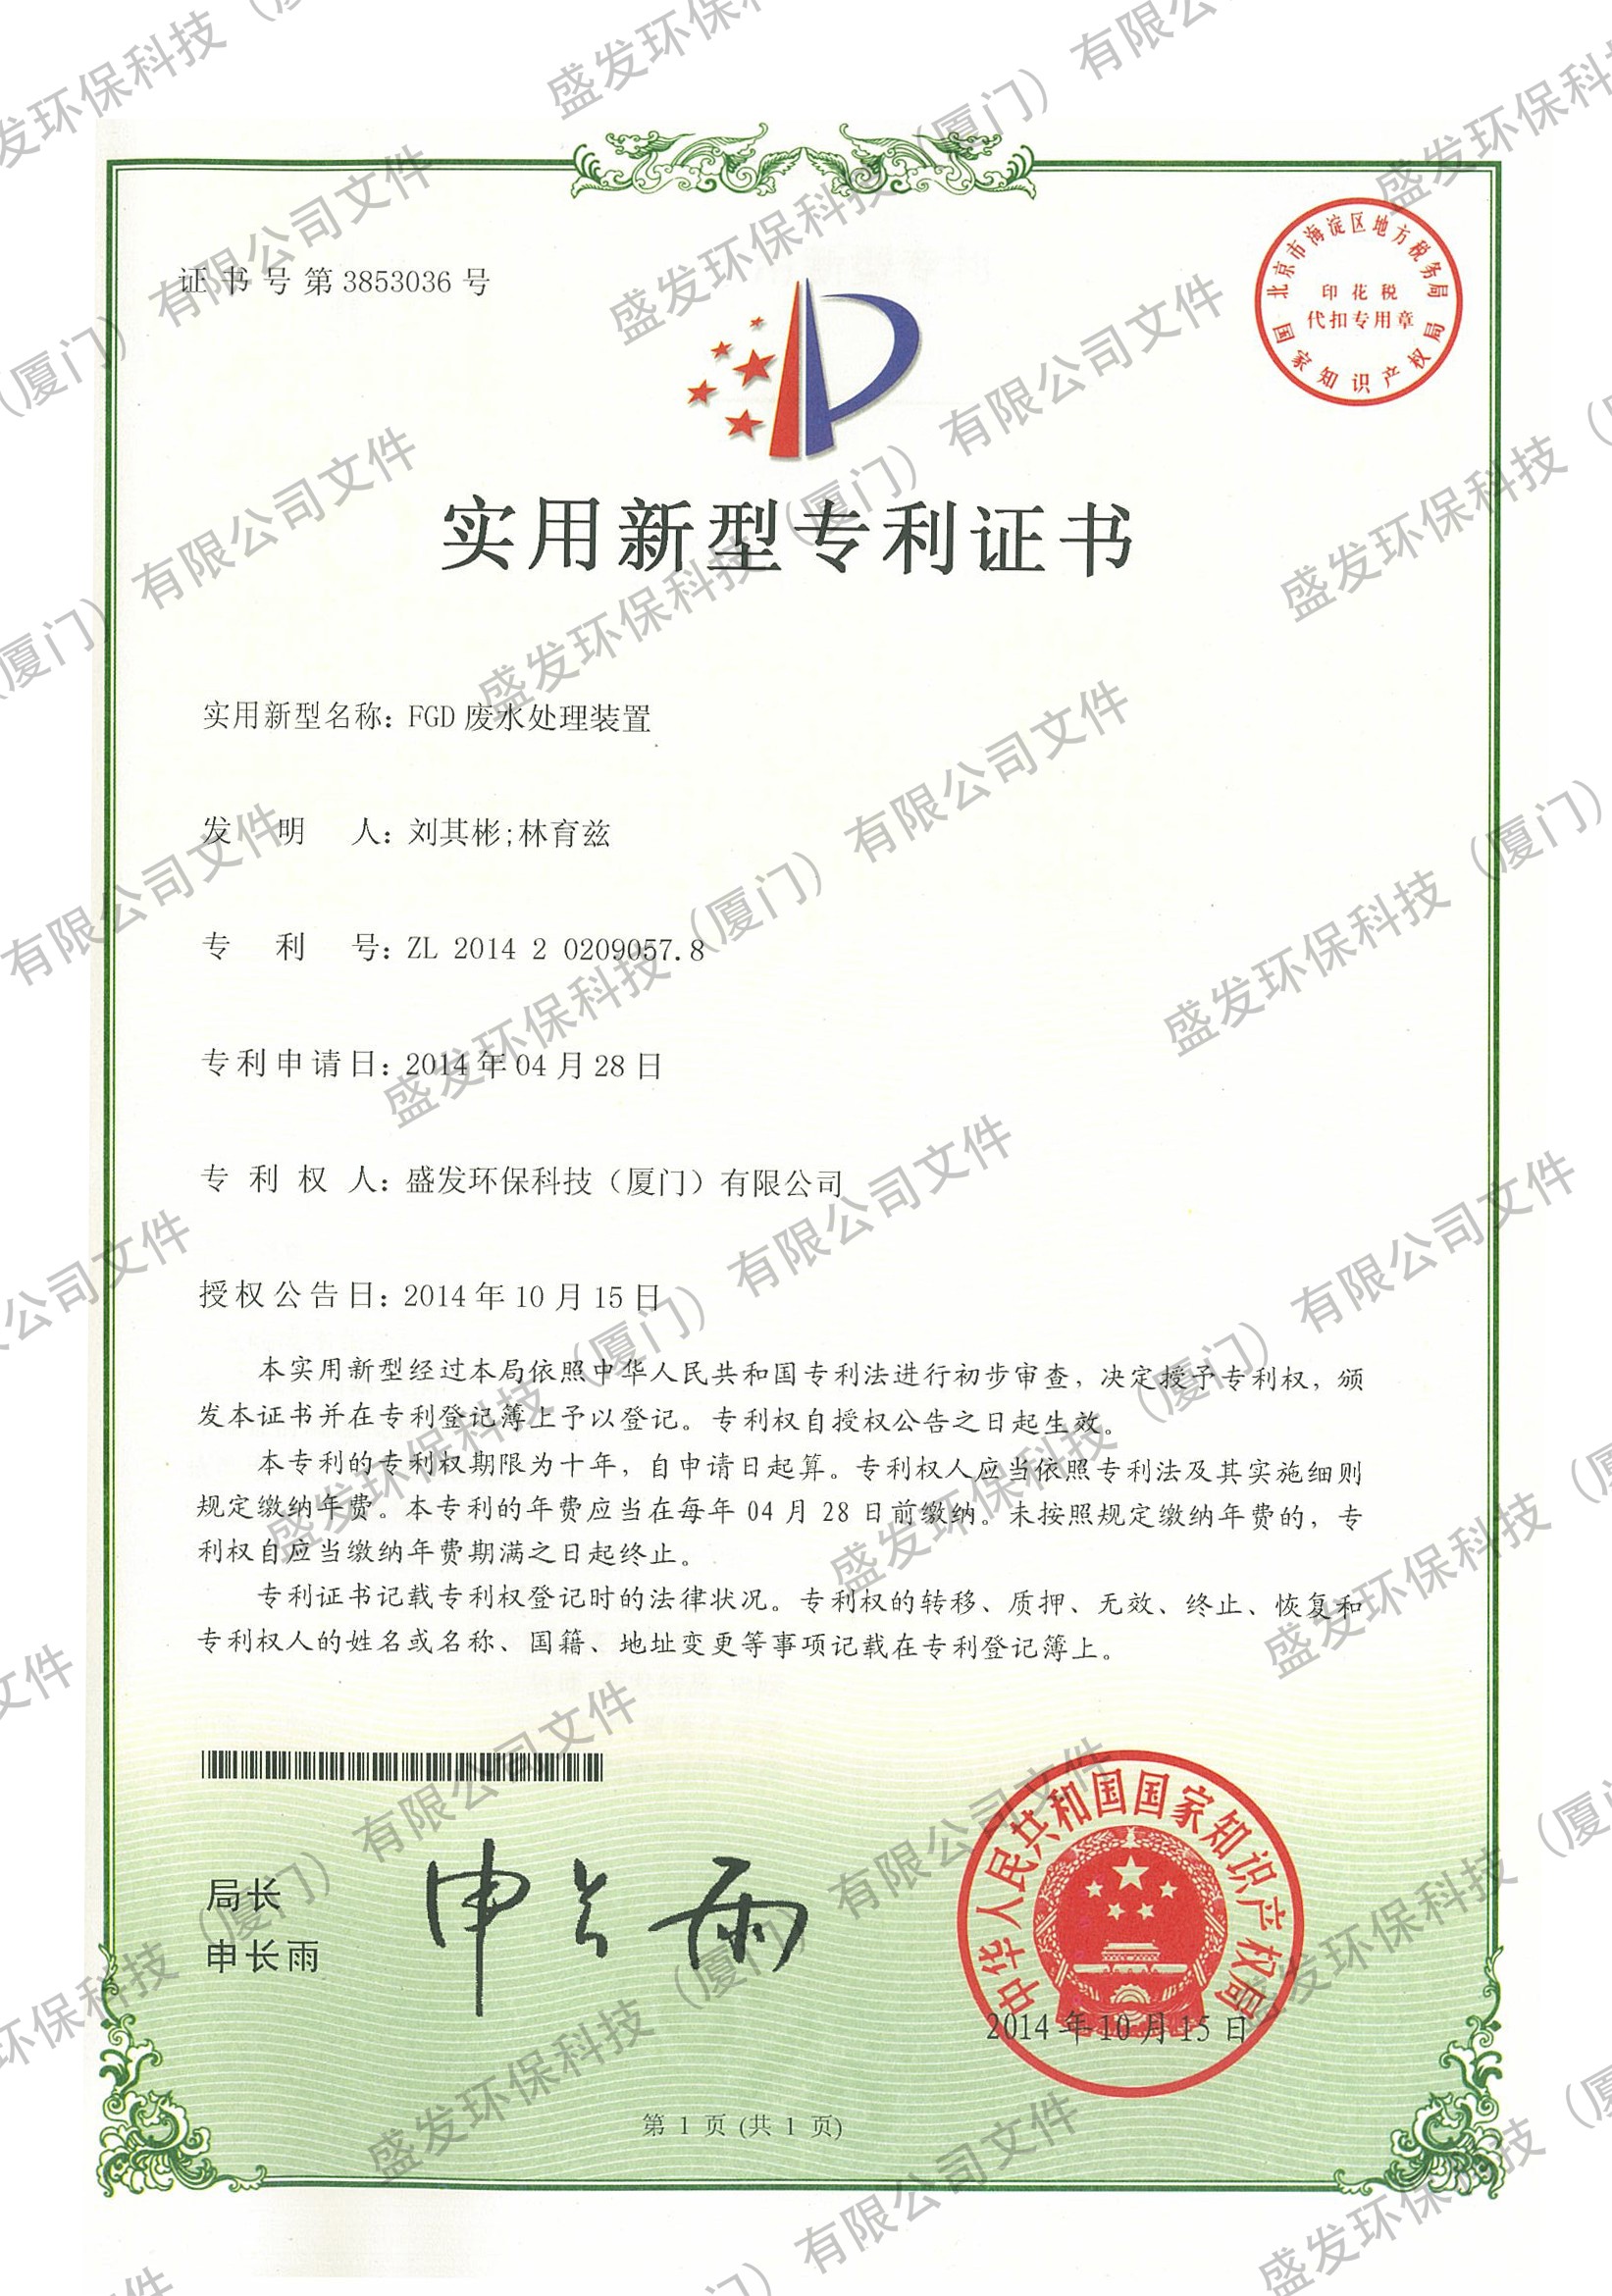 证书号第3853036号
北京市海淀区地方税务局
印花税
代扣专用章
国家知识产权局
实用新型专利证书
实用新型名称：FGD废水处理装置
发明人：刘其彬;林育兹
专利号：ZL 2014 2 0209057.8
专利申请日：2014年04月28日
专利权人：盛发环保科技（厦门）有限公司
授权公告日：2014年10月15日
本实用新型经过本局依照中华人民共和国专利法进行初步审查，决定授予专利权，颁
发本证书并在专利登记簿上予以登记。专利权自授权公告之日起生效。
本专利的专利权期限为十年，自申请日起算。专利权人应当依照专利法及其实施细则
规定缴纳年费。本专利的年费应当在每年04月28日前缴纳。未按照规定缴纳年费的，专
利权自应当缴纳年费期满之日起终止。
专利证书记载专利权登记时的法律状况。专利权的转移、质押、无效、终止、恢复和
专利权人的姓名或名称、国籍、地址变更等事项记载在专利登记簿上。
局长
申长雨
申长雨
中华人民共和国国家知识产权局
2014年10月15日
第1页(共1页)
盛发环保科技（厦门）有限公司文件